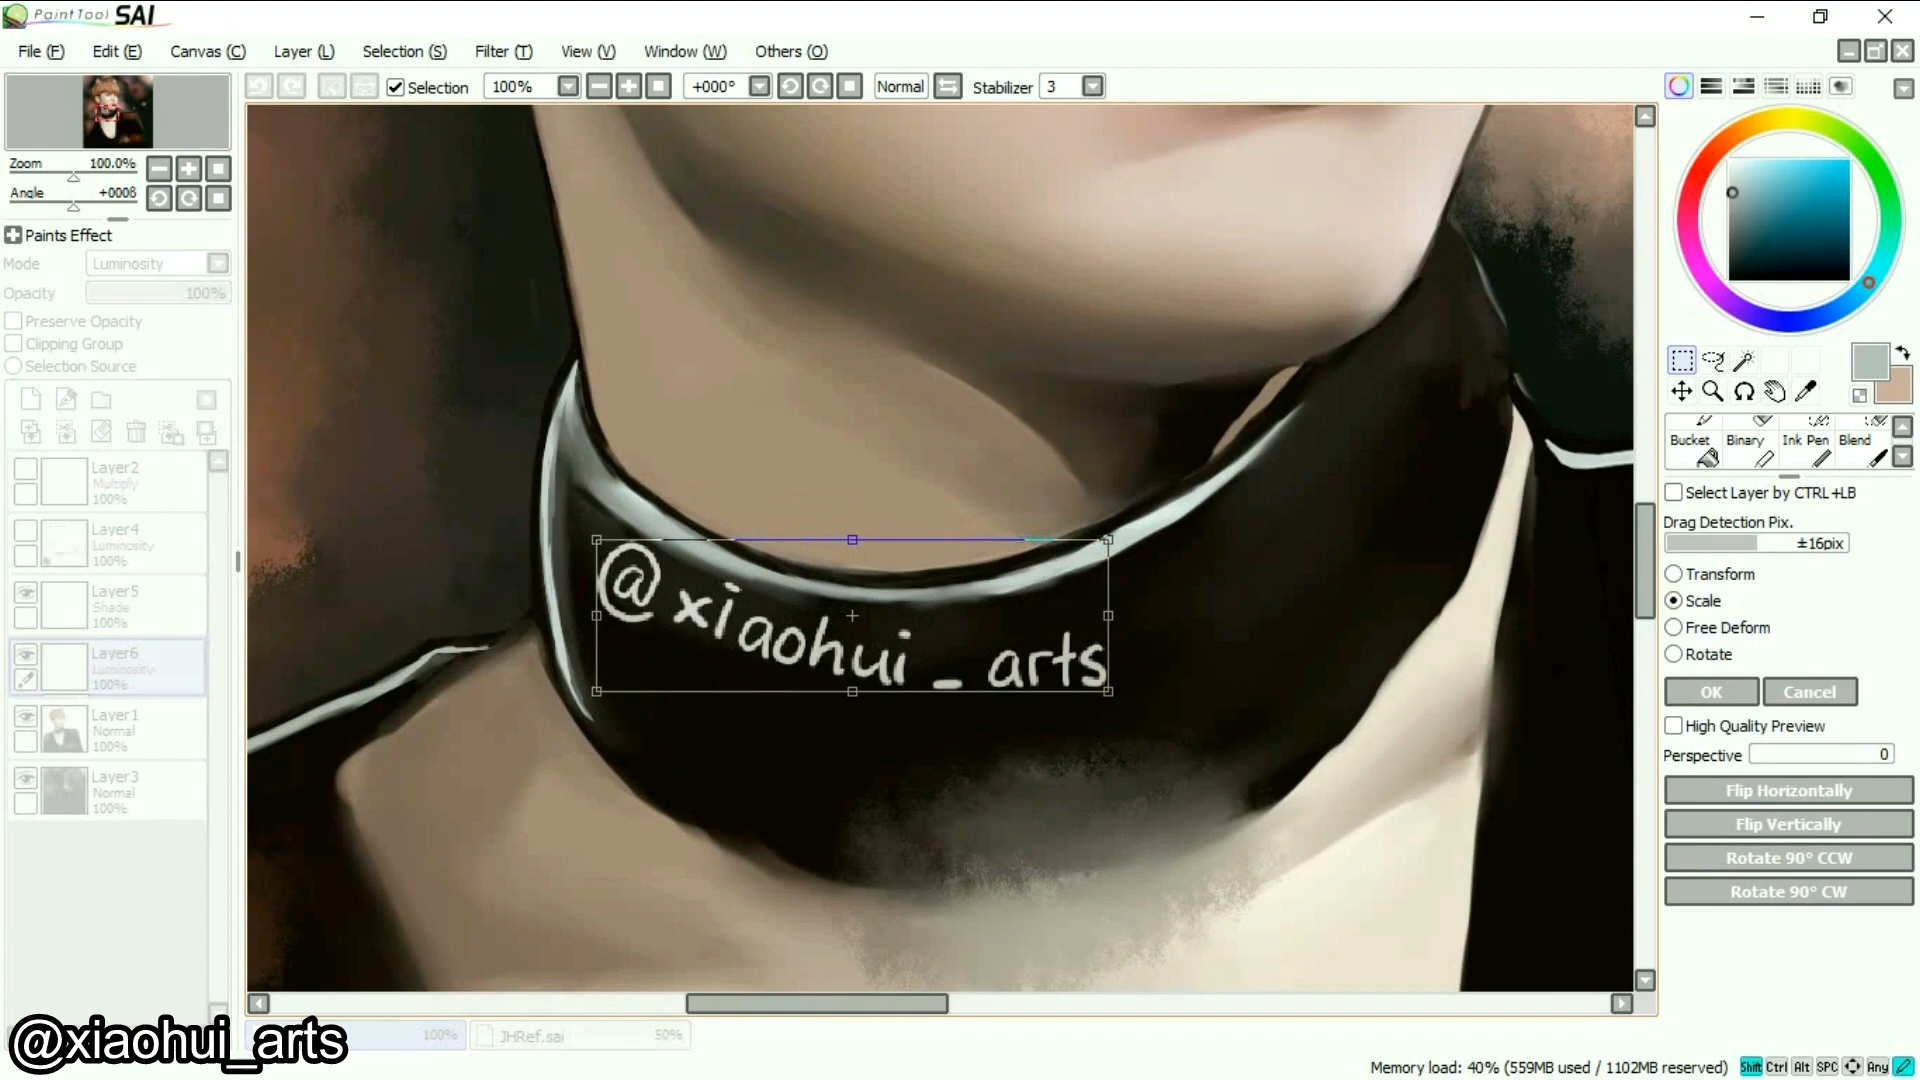 PaintTool SAI
File (F) Edit (E) Canvas (C) Layer (L) Selection (S) Filter (T) View (V) Window (W) Others (O)
Selection 100% +000° Normal Stabilizer 3
Zoom 100.0%
Angle +000ß
Paints Effect
Mode Luminosity
Opacity 100%
Preserve Opacity
Clipping Group
Selection Source
Layer2
Multiply
100%
Layer4
Luminosity
100%
Layer5
Shade
100%
Layer6
Luminosity
100%
Layer1
Normal
100%
Layer3
Normal
100%
@xiaohui_arts
@xiaohui_arts
100% JHRef.sai 50%
Bucket Binary Ink Pen Blend
Select Layer by CTRL+LB
Drag Detection Pix.
±16pix
Transform
Scale
Free Deform
Rotate
OK Cancel
High Quality Preview
Perspective 0
Flip Horizontally
Flip Vertically
Rotate 90° CCW
Rotate 90° CW
Memory load: 40% (559MB used / 1102MB reserved) Shift Ctrl Alt SPC Any